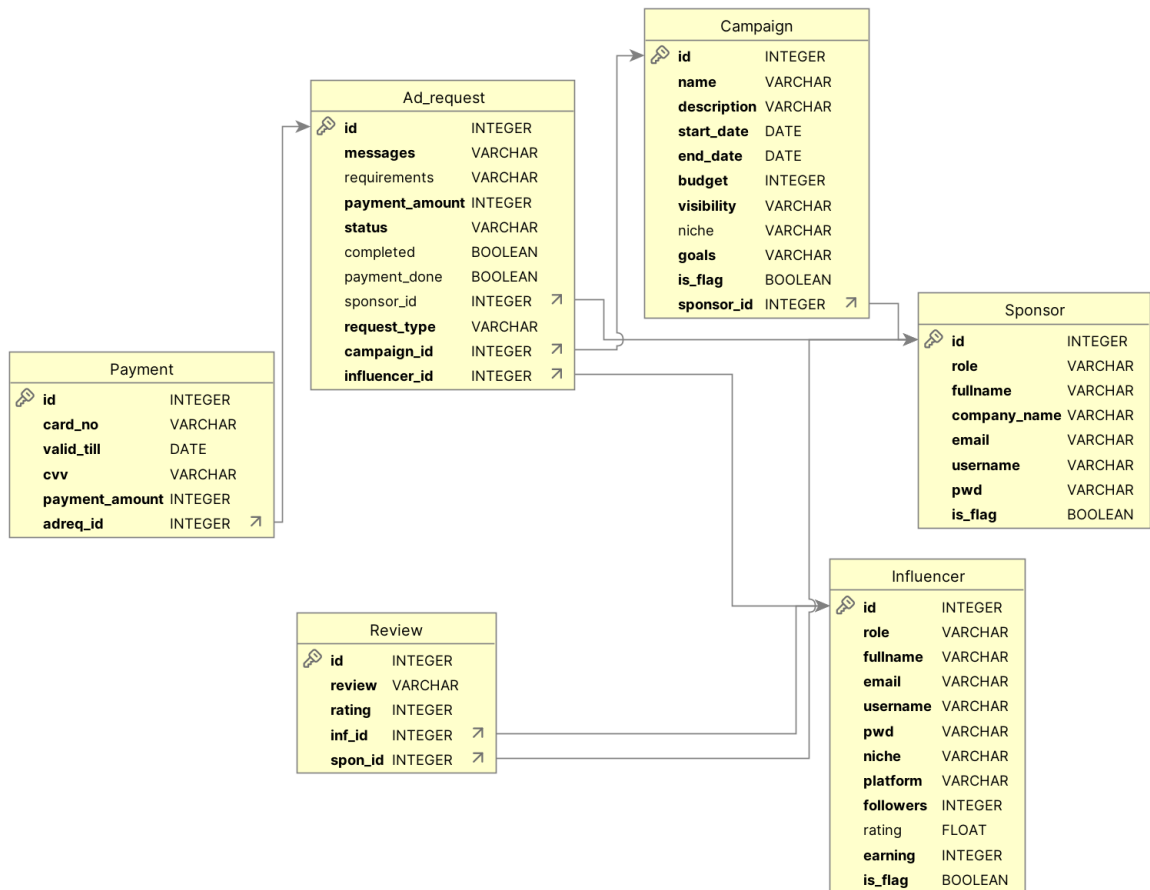 Campaign
id INTEGER
name VARCHAR
description VARCHAR
start_date DATE
end_date DATE
budget INTEGER
visibility VARCHAR
niche VARCHAR
goals VARCHAR
is_flag BOOLEAN
sponsor_id INTEGER
Ad_request
id INTEGER
messages VARCHAR
requirements VARCHAR
payment_amount INTEGER
status VARCHAR
completed BOOLEAN
payment_done BOOLEAN
sponsor_id INTEGER
request_type VARCHAR
campaign_id INTEGER
influencer_id INTEGER
Sponsor
id INTEGER
role VARCHAR
fullname VARCHAR
company_name VARCHAR
email VARCHAR
username VARCHAR
pwd VARCHAR
is_flag BOOLEAN
Payment
id INTEGER
card_no VARCHAR
valid_till DATE
cvv VARCHAR
payment_amount INTEGER
adreq_id INTEGER
Influencer
id INTEGER
role VARCHAR
fullname VARCHAR
email VARCHAR
username VARCHAR
pwd VARCHAR
niche VARCHAR
platform VARCHAR
followers INTEGER
rating FLOAT
earning INTEGER
is_flag BOOLEAN
Review
id INTEGER
review VARCHAR
rating INTEGER
inf_id INTEGER
spon_id INTEGER